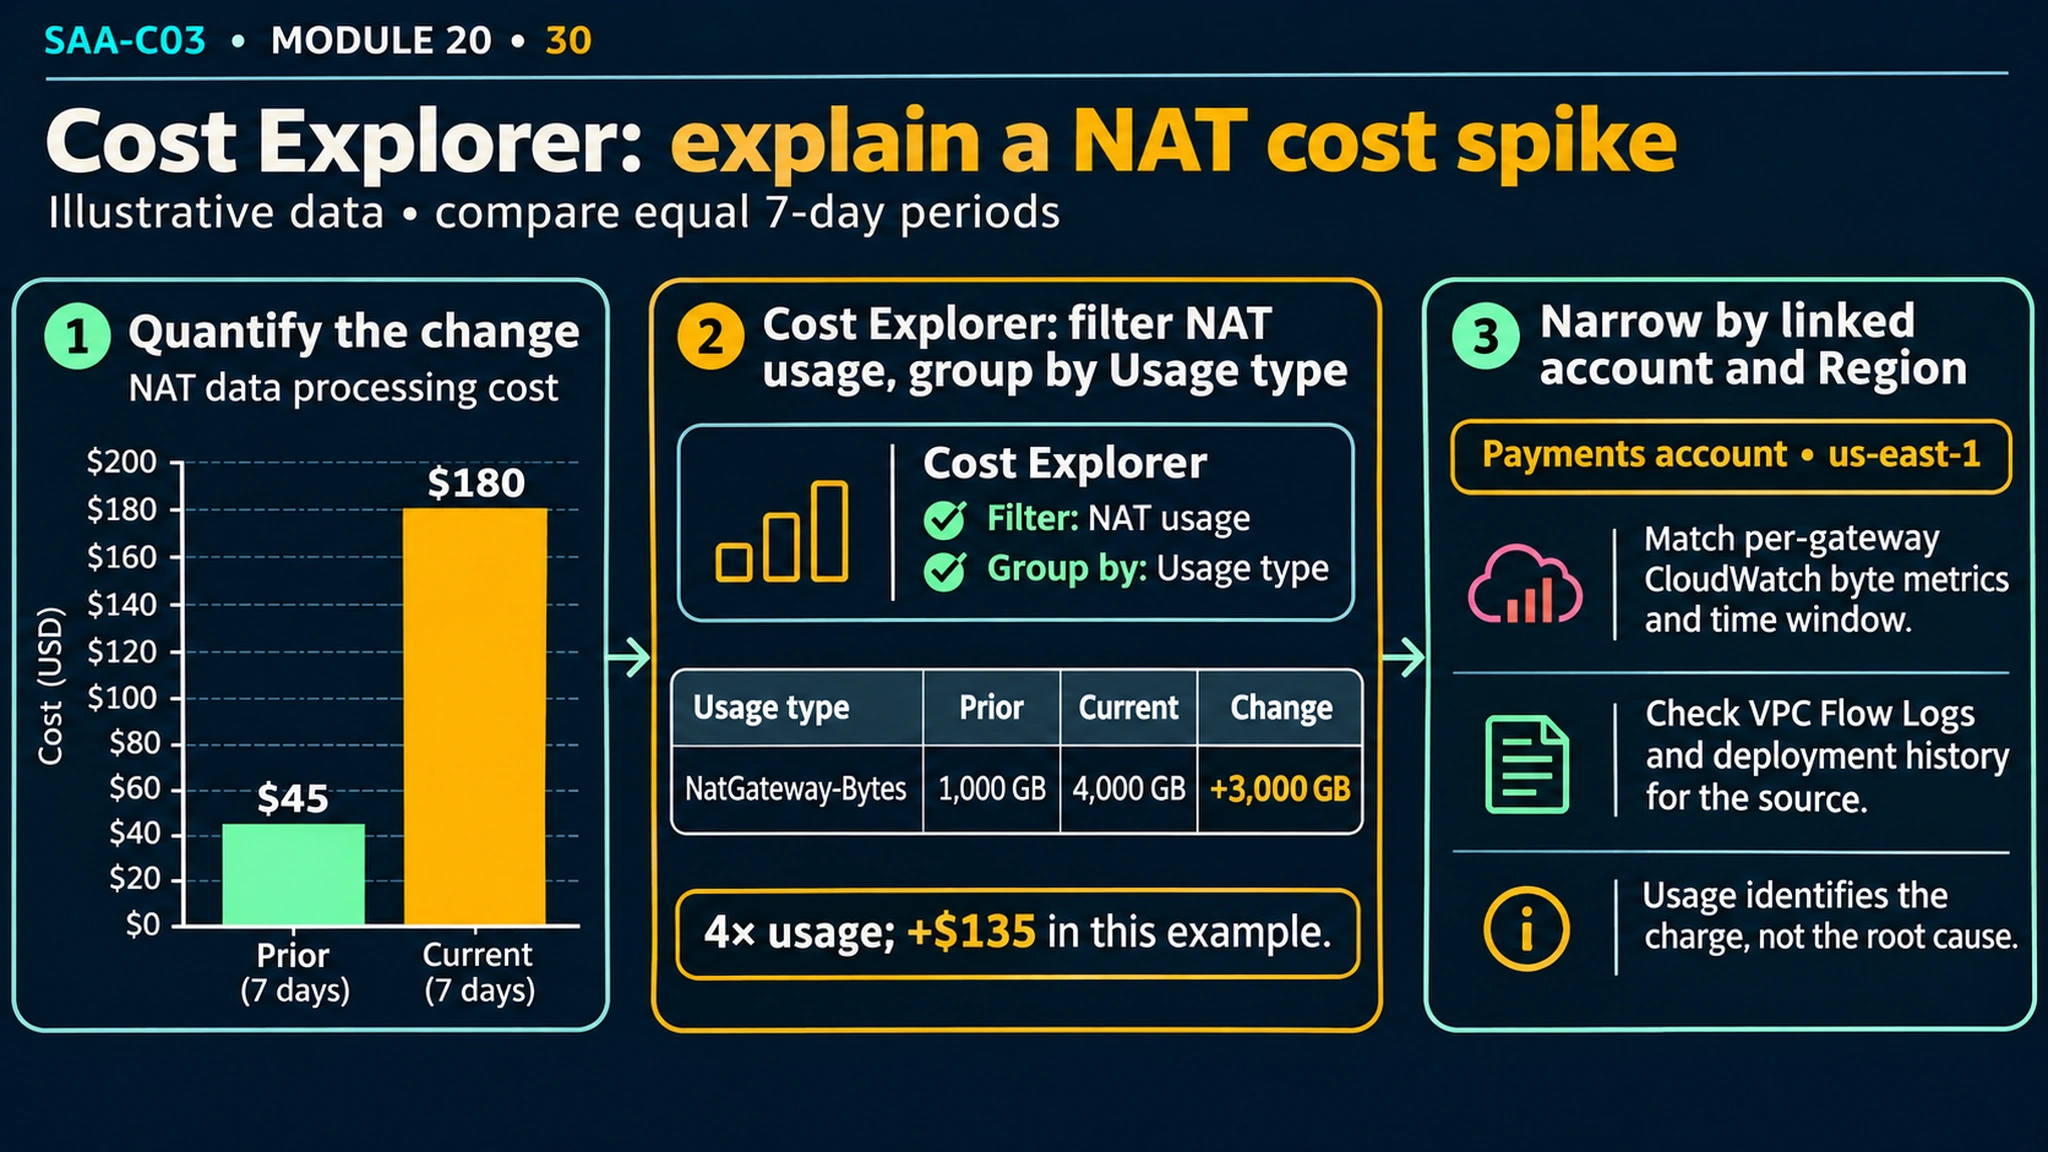 SAA-C03 • MODULE 20 • 30
Cost Explorer: explain a NAT cost spike
Illustrative data • compare equal 7-day periods
1
Quantify the change
NAT data processing cost
Cost (USD)
$200
$180
$160
$140
$120
$100
$80
$60
$40
$20
$0
$45
$180
Prior
(7 days)
Current
(7 days)
2
Cost Explorer: filter NAT
usage, group by Usage type
Cost Explorer
Filter: NAT usage
Group by: Usage type
Usage type Prior Current Change
NatGateway-Bytes 1,000 GB 4,000 GB +3,000 GB
4× usage; +$135 in this example.
3
Narrow by linked
account and Region
Payments account • us-east-1
Match per-gateway
CloudWatch byte metrics
and time window.
Check VPC Flow Logs
and deployment history
for the source.
Usage identifies the
charge, not the root cause.